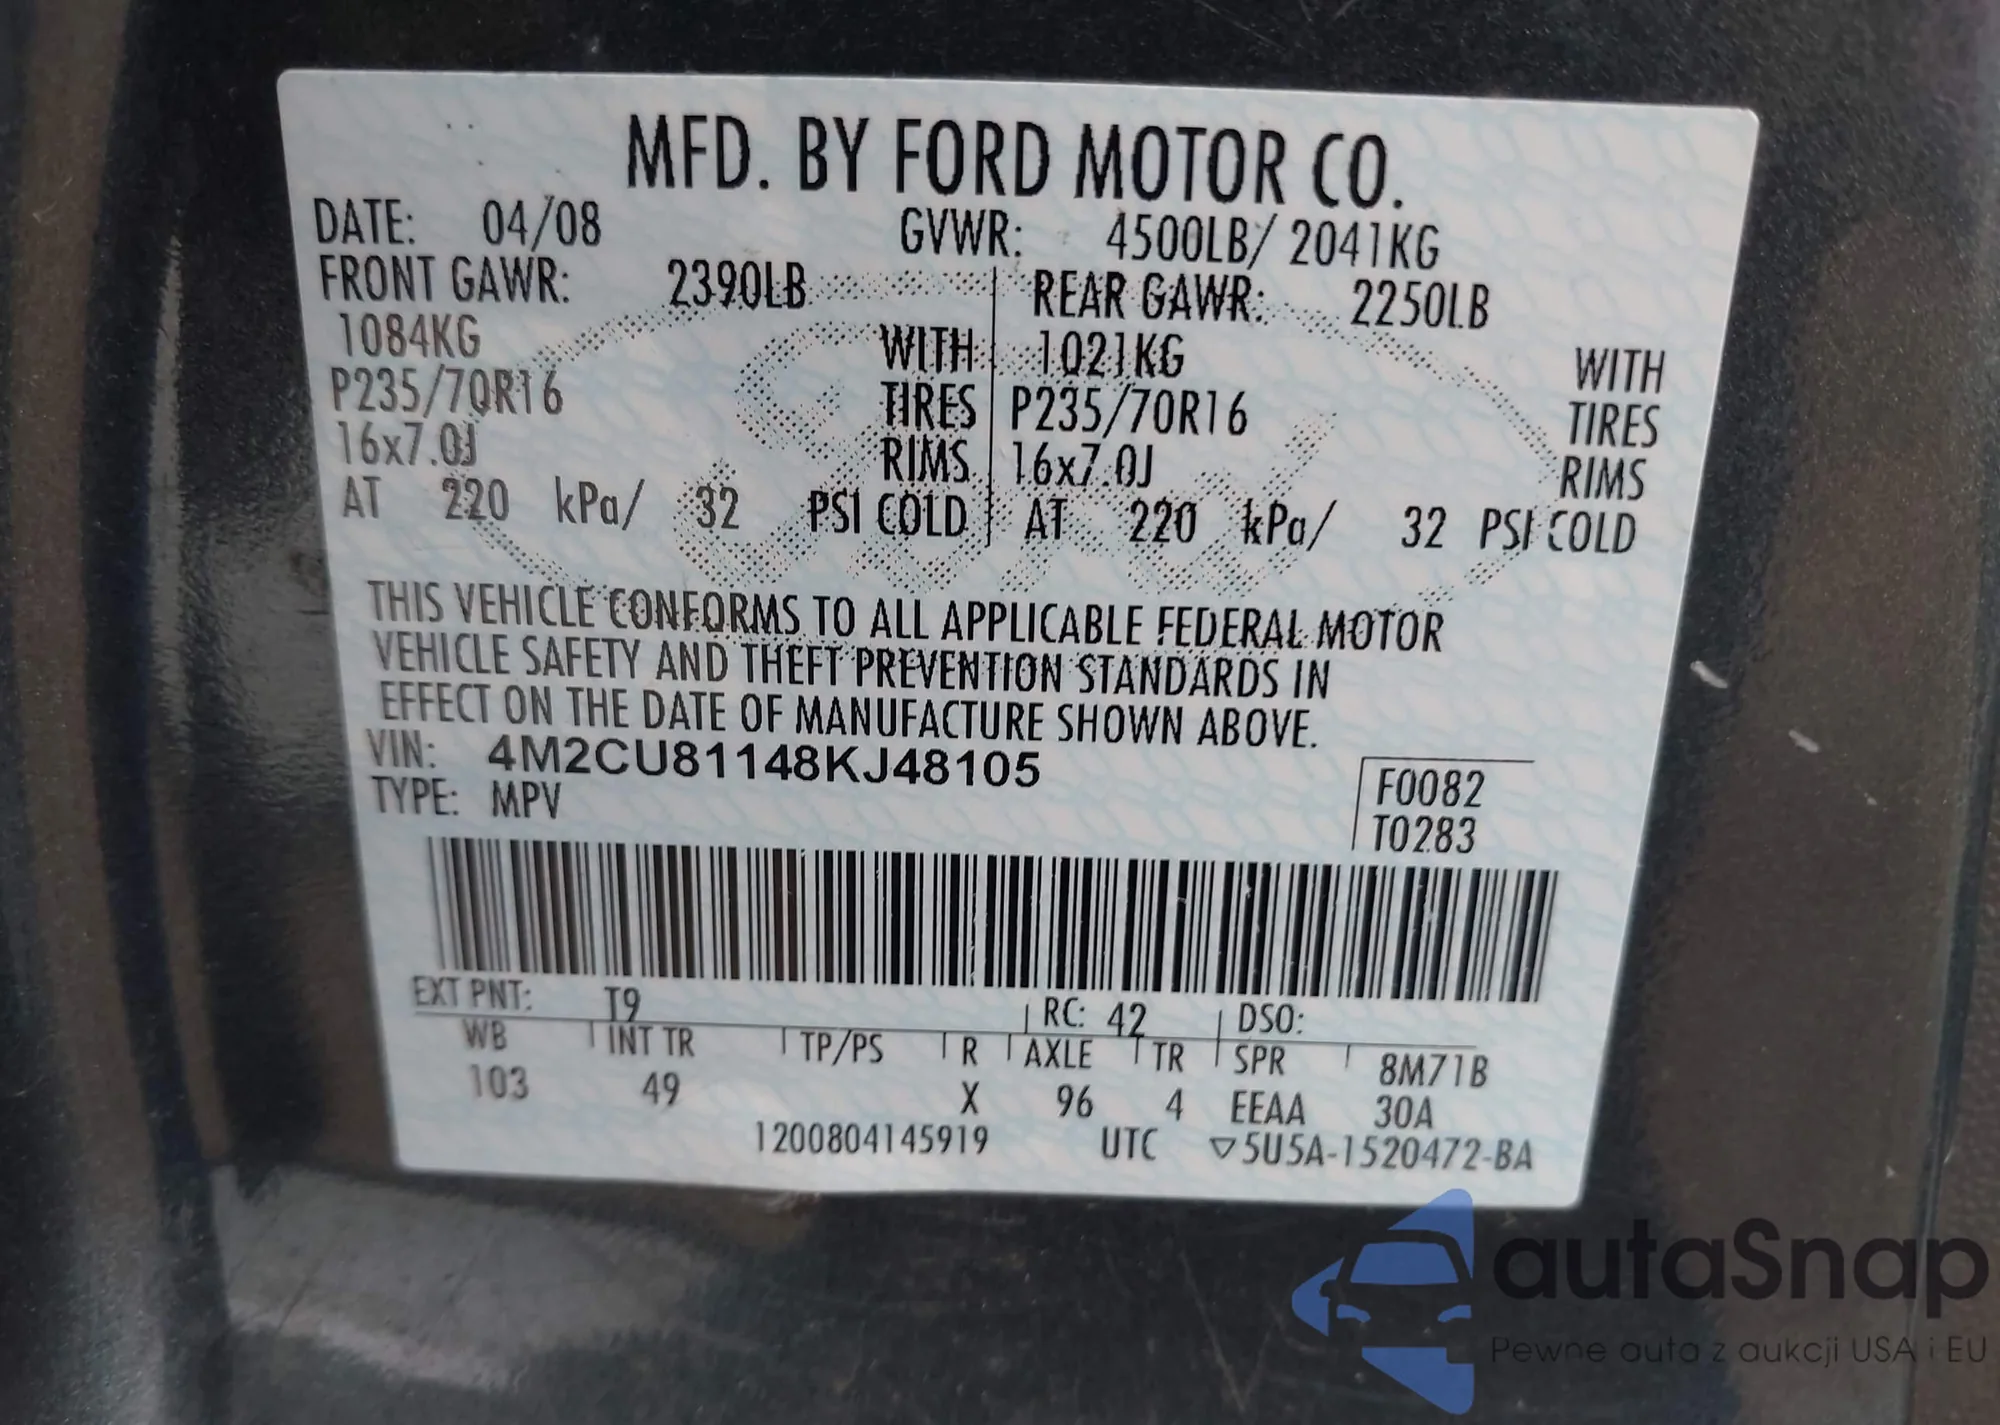 MFD. BY FORD MOTOR CO.
DATE: 04/08 GVWR: 4500LB/ 2041KG
FRONT GAWR: 2390LB REAR GAWR: 2250LB
1084KG WITH 1021KG WITH
P235/70R16 TIRES P235/70R16 TIRES
16x7.0J RIMS 16x7.0J RIMS
AT 220 kPa/ 32 PSI COLD AT 220 kPa/ 32 PSI COLD
THIS VEHICLE CONFORMS TO ALL APPLICABLE FEDERAL MOTOR
VEHICLE SAFETY AND THEFT PREVENTION STANDARDS IN
EFFECT ON THE DATE OF MANUFACTURE SHOWN ABOVE.
VIN: 4M2CU81148KJ48105
TYPE: MPV
F0082
T0283
EXT PNT: T9 RC: 42 DSO:
WB INT TR TP/PS R AXLE TR SPR 8M71B
103 49 X 96 4 EEAA 30A
1200804145919 UTC ▽5U5A-1520472-BA
autaSnap
Pewne auta z aukcji USA i EU